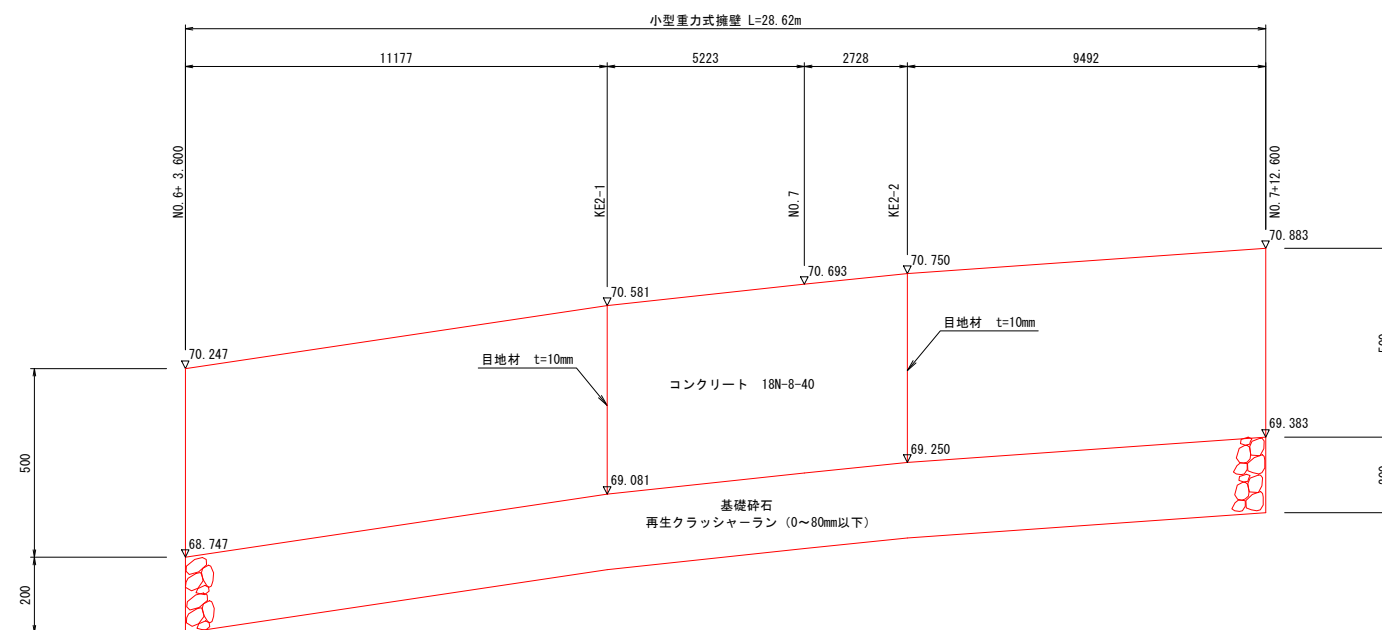 小型重力式擁壁 L=28.62m
11177
5223
2728
9492
NO.6+ 3.600
KE2-1
NO.7
KE2-2
NO.7+12.600
70.883
70.750
70.693
70.581
目地材 t=10mm
70.247
目地材 t=10mm
コンクリート 18N-8-40
69.383
500
69.250
69.081
基礎砕石
再生クラッシャーラン（0～80mm以下）
68.747
200